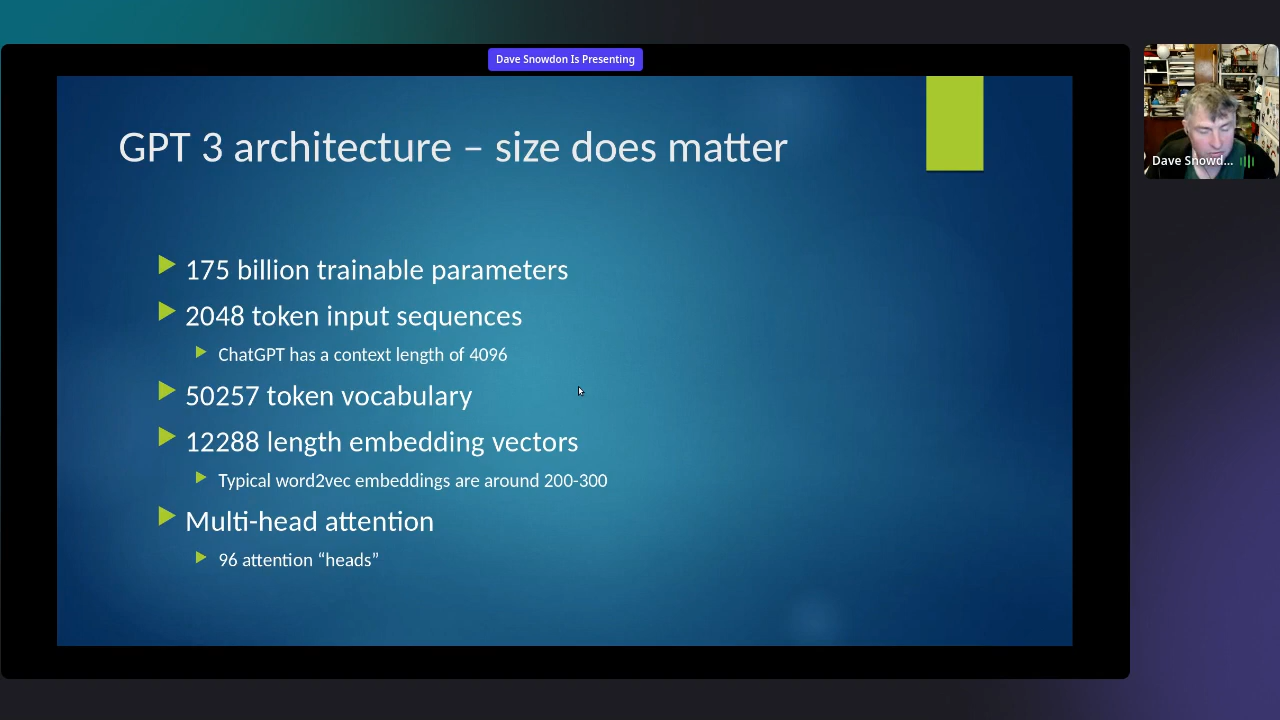 Dave Snowdon Is Presenting
GPT 3 architecture – size does matter
175 billion trainable parameters
2048 token input sequences
ChatGPT has a context length of 4096
50257 token vocabulary
12288 length embedding vectors
Typical word2vec embeddings are around 200-300
Multi-head attention
96 attention “heads”
Dave Snowd...